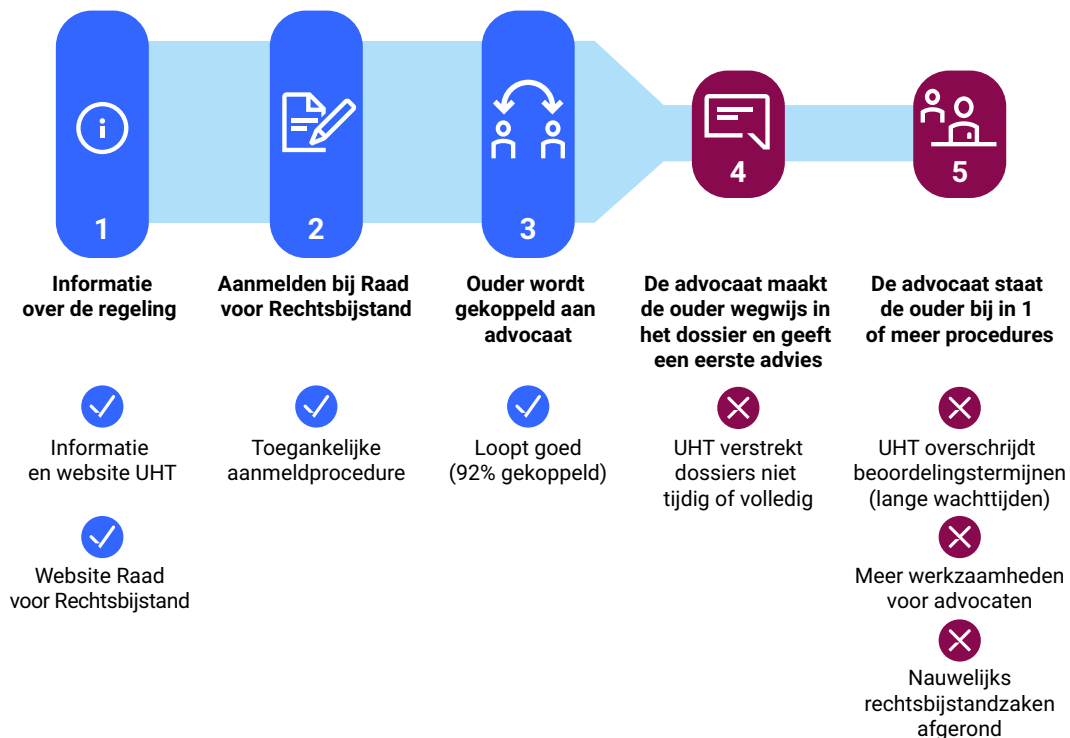 1
Informatie
over de regeling
Informatie
en website UHT
Website Raad
voor Rechtsbijstand
2
Aanmelden bij Raad
voor Rechtsbijstand
Toegankelijke
aanmeldprocedure
3
Ouder wordt
gekoppeld aan
advocaat
Loopt goed
(92% gekoppeld)
4
De advocaat maakt
de ouder wegwijs in
het dossier en geeft
een eerste advies
UHT verstrekt
dossiers niet
tijdig of volledig
5
De advocaat staat
de ouder bij in 1
of meer procedures
UHT overschrijdt
beoordelingstermijnen
(lange wachttijden)
Meer werkzaamheden
voor advocaten
Nauwelijks
rechtsbijstandzaken
afgerond